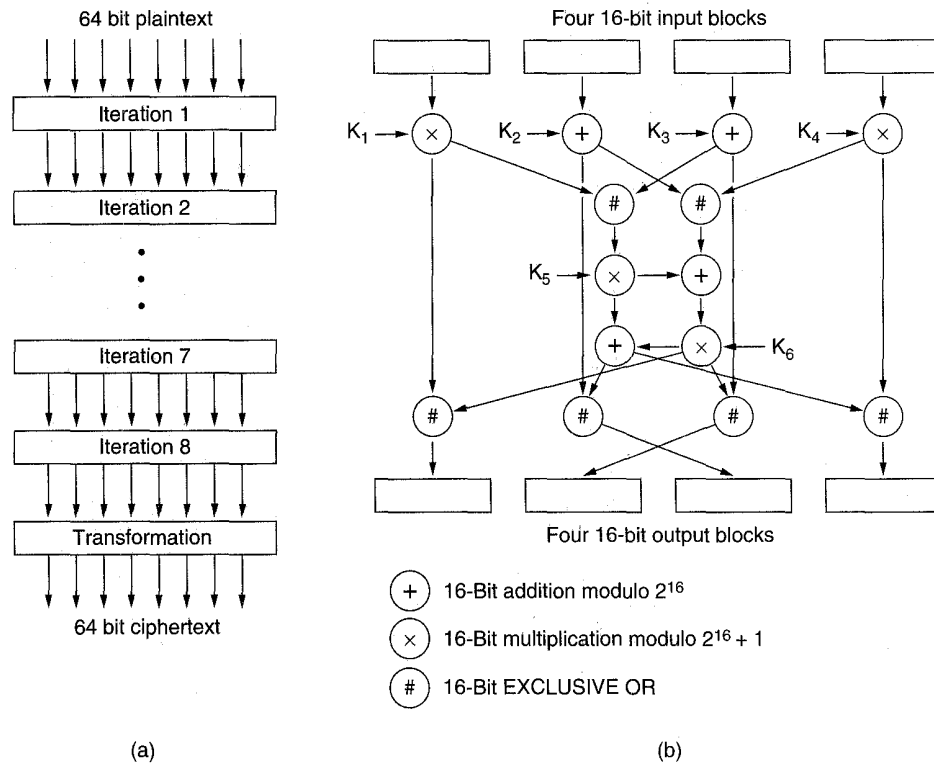 64 bit plaintext
Iteration 1
Iteration 2
Iteration 7
Iteration 8
Transformation
64 bit ciphertext
(a)
Four 16-bit input blocks
K₁ × K₂ + K₃ + K₄ ×
# #
K₅ × +
+ × K₆
# # # #
Four 16-bit output blocks
+ 16-Bit addition modulo 2¹⁶
× 16-Bit multiplication modulo 2¹⁶ + 1
# 16-Bit EXCLUSIVE OR
(b)